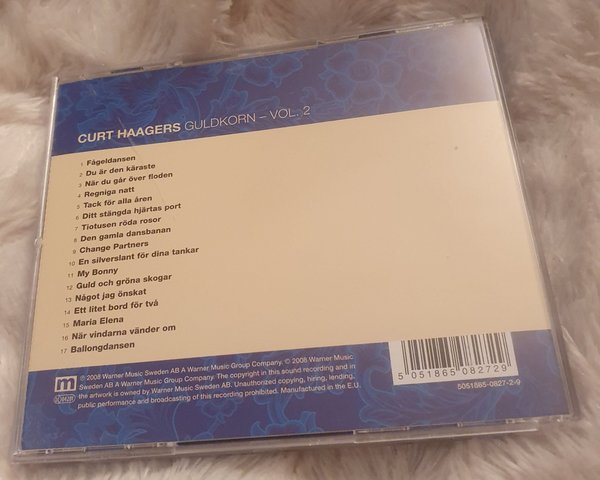 CURT HAAGERS GULDKORN – VOL. 2
1 Fågeldansen
2 Du är den käraste
3 När du går över floden
4 Regniga natt
5 Tack för alla åren
6 Ditt stängda hjärtas port
7 Tiotusen röda rosor
8 Den gamla dansbanan
9 Change Partners
10 En silverslant för dina tankar
11 My Bonny
12 Guld och gröna skogar
13 Något jag önskat
14 Ett litet bord för två
15 Maria Elena
16 När vindarna vänder om
17 Ballongdansen
m
℗ 2008 Warner Music Sweden AB A Warner Music Group Company. © 2008 Warner Music
Sweden AB A Warner Music Group Company. The copyright in this sound recording and in
the artwork is owned by Warner Music Sweden AB. Unauthorized copying, hiring, lending,
public performance and broadcasting of this recording prohibited. Manufactured in the E.U.
5 051865 082729
5051865-0827-2-9